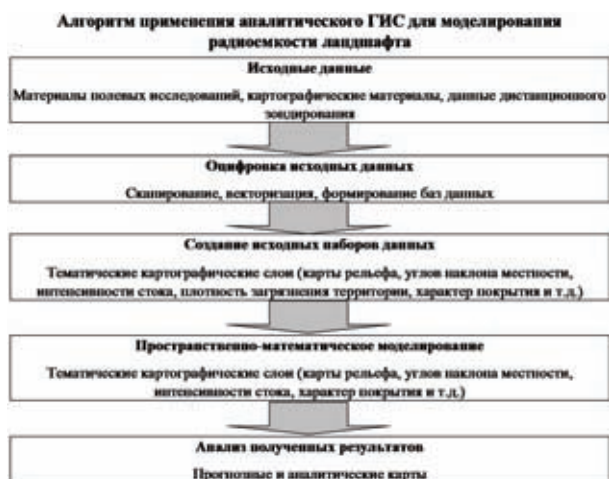 Алгоритм применения аналитического ГИС для моделирования
радиоемкости ландшафта
Исходные данные
Материалы полевых исследований, картографические материалы, данные дистанционного
зондирования
Оцифровка исходных данных
Сканирование, векторизация, формирование баз данных
Создание исходных наборов данных
Тематические картографические слои (карты рельефа, углов наклона местности,
интенсивности стока, плотность загрязнения территории, характер покрытия и т.д.)
Пространственно-математическое моделирование
Тематические картографические слои (карты рельефа, углов наклона местности,
интенсивности стока, характер покрытия и т.д.)
Анализ полученных результатов
Прогнозные и аналитические карты